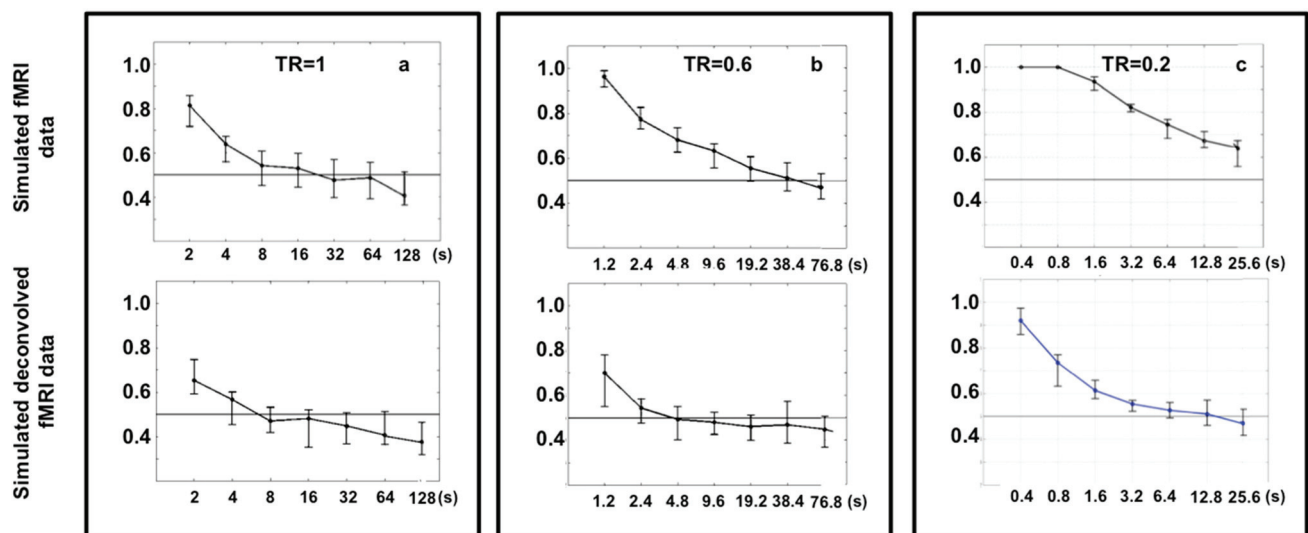 Simulated fMRI
data
TR=1 a
1.0
0.8
0.6
0.4
2 4 8 16 32 64 128 (s)
TR=0.6 b
1.0
0.8
0.6
0.4
1.2 2.4 4.8 9.6 19.2 38.4 76.8 (s)
TR=0.2 c
1.0
0.8
0.6
0.4
0.4 0.8 1.6 3.2 6.4 12.8 25.6 (s)
Simulated deconvolved
fMRI data
1.0
0.8
0.6
0.4
2 4 8 16 32 64 128 (s)
1.0
0.8
0.6
0.4
1.2 2.4 4.8 9.6 19.2 38.4 76.8 (s)
1.0
0.8
0.6
0.4
0.4 0.8 1.6 3.2 6.4 12.8 25.6 (s)